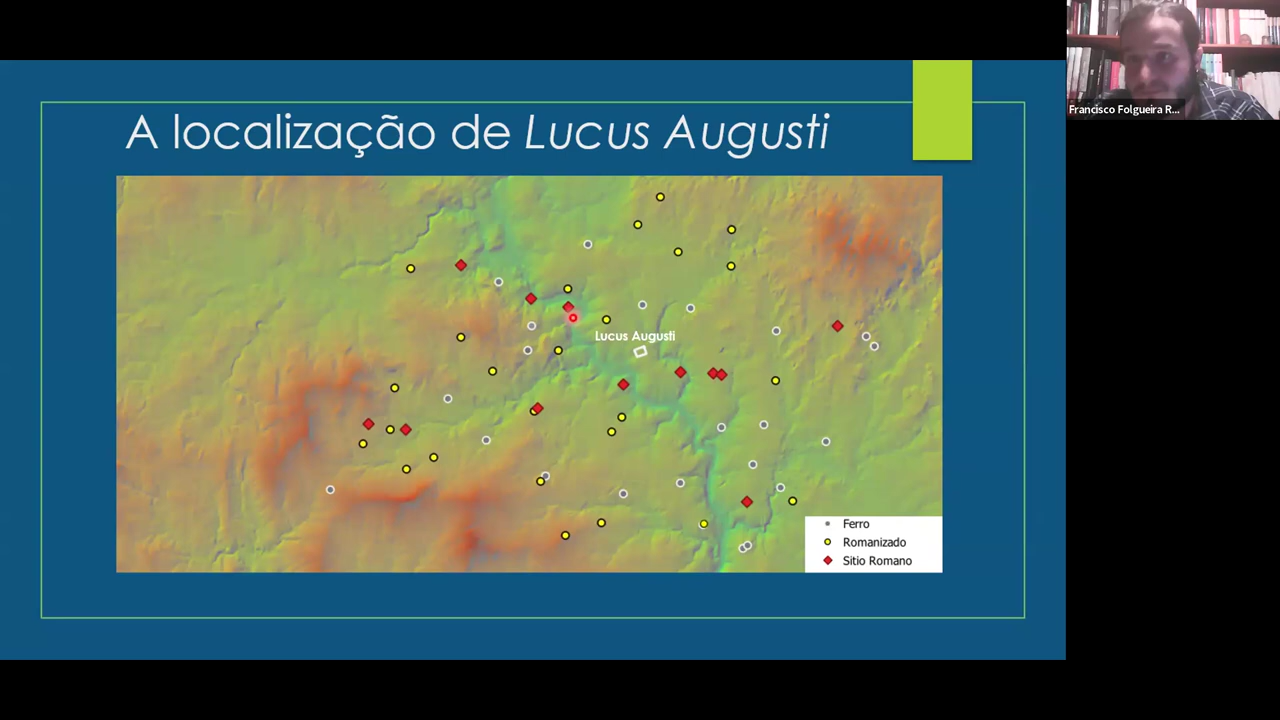 A localização de Lucus Augusti
Francisco Folgueira R...
Lucus Augusti
Ferro
Romanizado
Sitio Romano